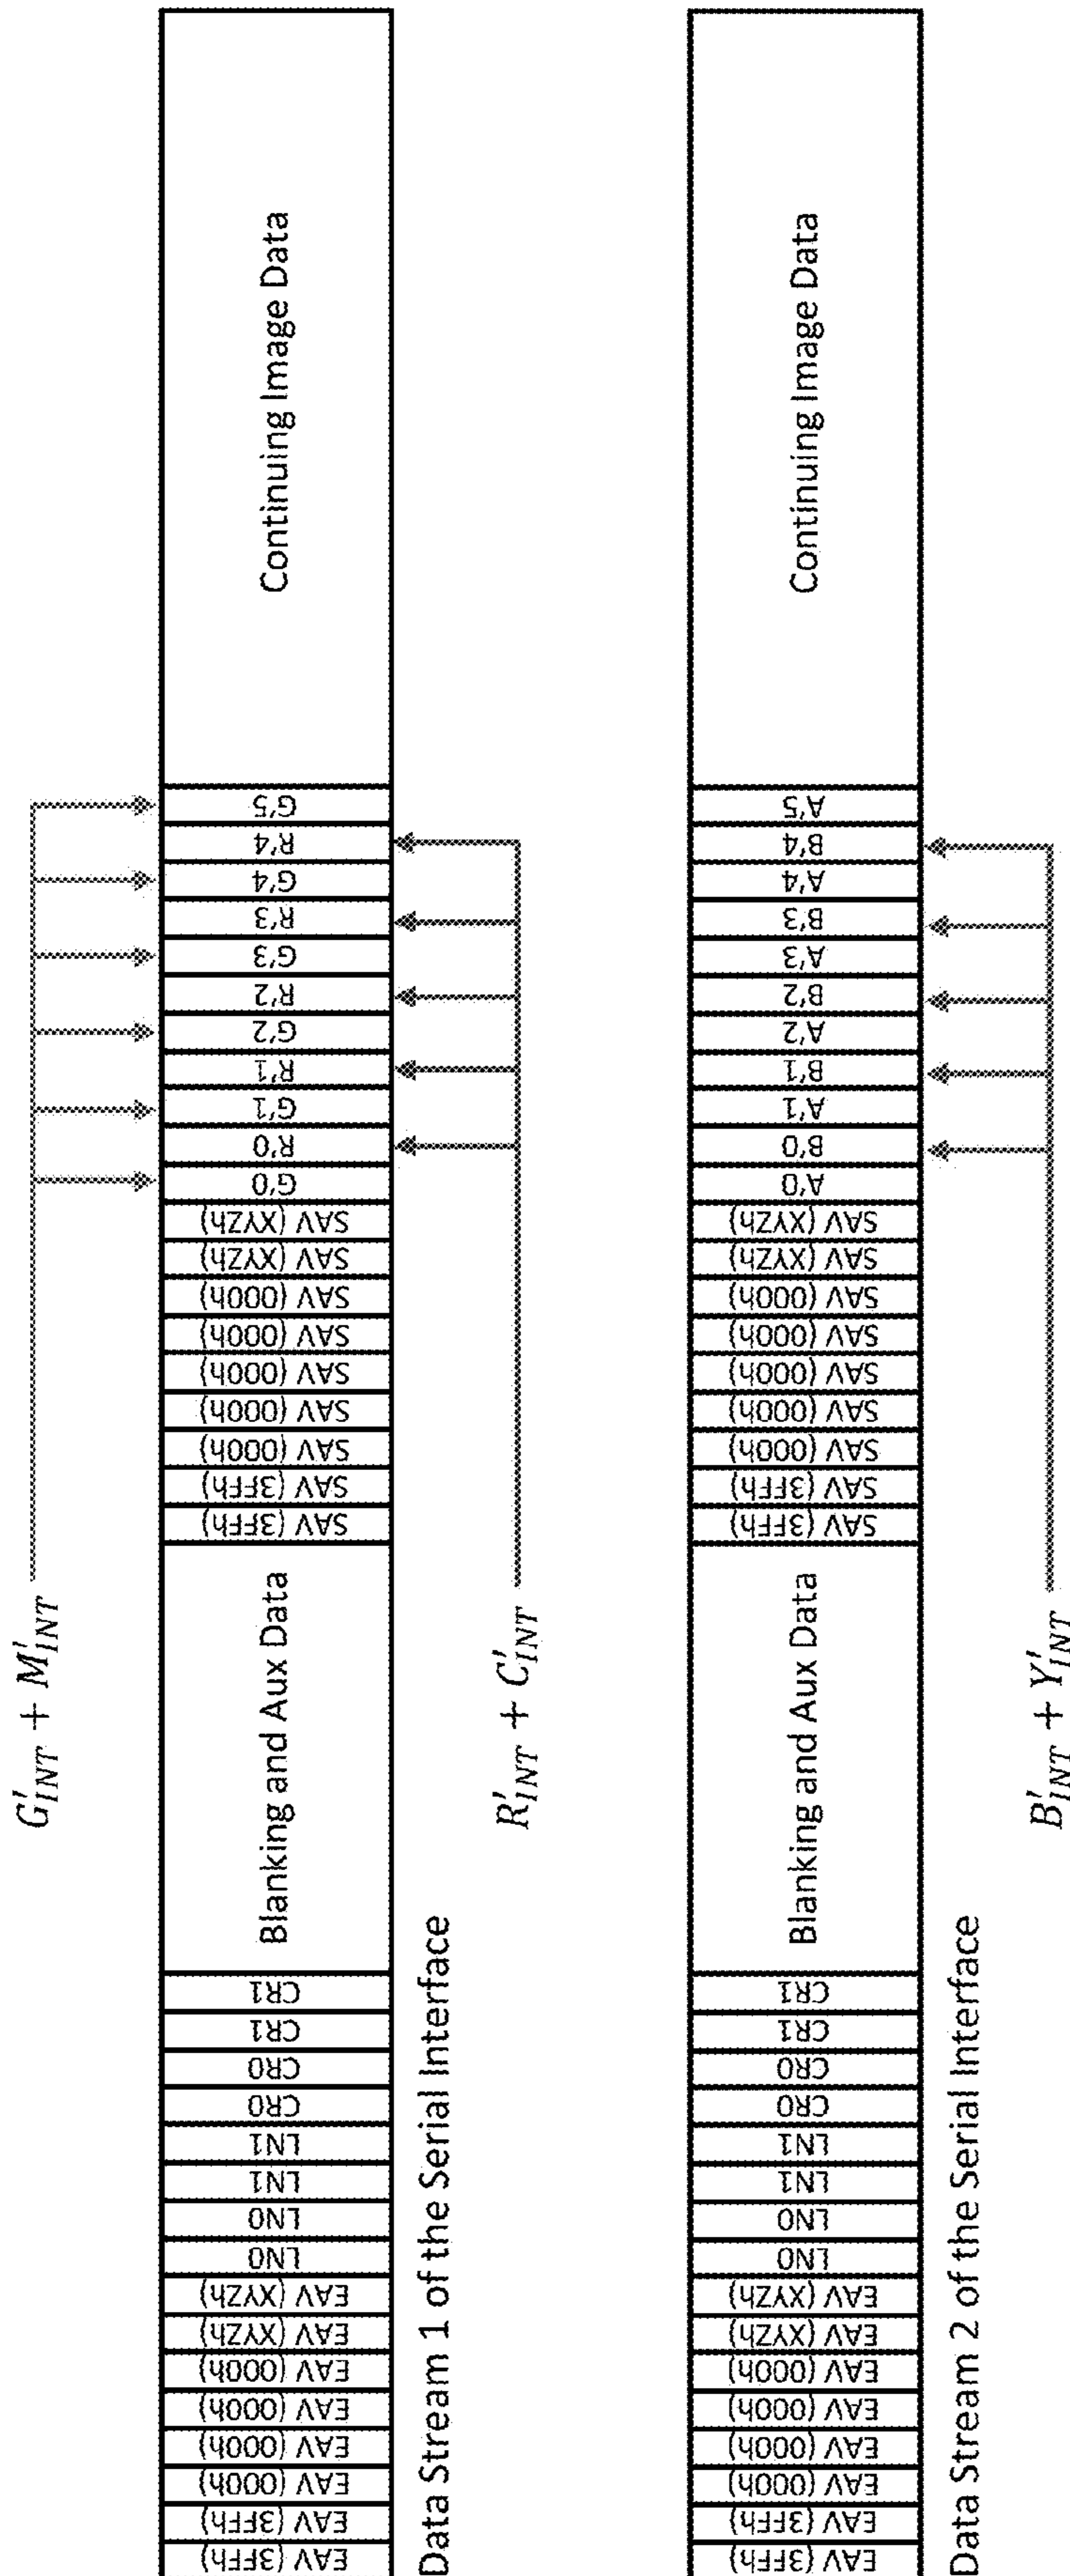 G'INT + M'INT
EAV (3FFh)
EAV (3FFh)
EAV (000h)
EAV (000h)
EAV (000h)
EAV (000h)
EAV (XYZh)
EAV (XYZh)
LN0
LN0
LN1
LN1
CR0
CR0
CR1
CR1
Blanking and Aux Data
SAV (3FFh)
SAV (3FFh)
SAV (000h)
SAV (000h)
SAV (000h)
SAV (000h)
SAV (000h)
SAV (XYZh)
SAV (XYZh)
G'0
R'0
G'1
R'1
G'2
R'2
G'3
R'3
G'4
R'4
G'5
Continuing Image Data
Data Stream 1 of the Serial Interface
R'INT + C'INT
EAV (3FFh)
EAV (3FFh)
EAV (000h)
EAV (000h)
EAV (000h)
EAV (000h)
EAV (XYZh)
EAV (XYZh)
LN0
LN0
LN1
LN1
CR0
CR0
CR1
CR1
Blanking and Aux Data
SAV (3FFh)
SAV (3FFh)
SAV (000h)
SAV (000h)
SAV (000h)
SAV (000h)
SAV (000h)
SAV (XYZh)
SAV (XYZh)
A'0
B'0
A'1
B'1
A'2
B'2
A'3
B'3
A'4
B'4
A'5
Continuing Image Data
Data Stream 2 of the Serial Interface
B'INT + Y'INT